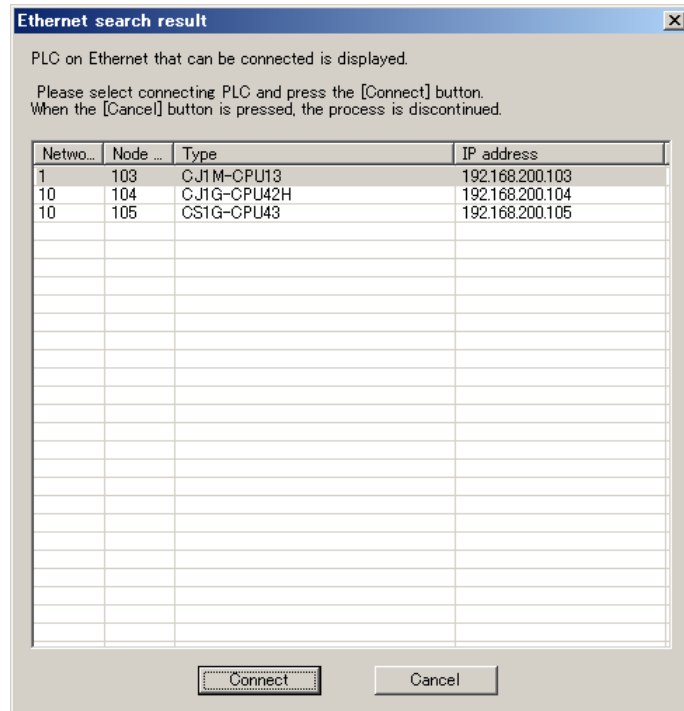 Ethernet search result
PLC on Ethernet that can be connected is displayed.
Please select connecting PLC and press the [Connect] button.
When the [Cancel] button is pressed, the process is discontinued.
Netwo... Node ... Type IP address
1 103 CJ1M-CPU13 192.168.200.103
10 104 CJ1G-CPU42H 192.168.200.104
10 105 CS1G-CPU43 192.168.200.105
Connect Cancel